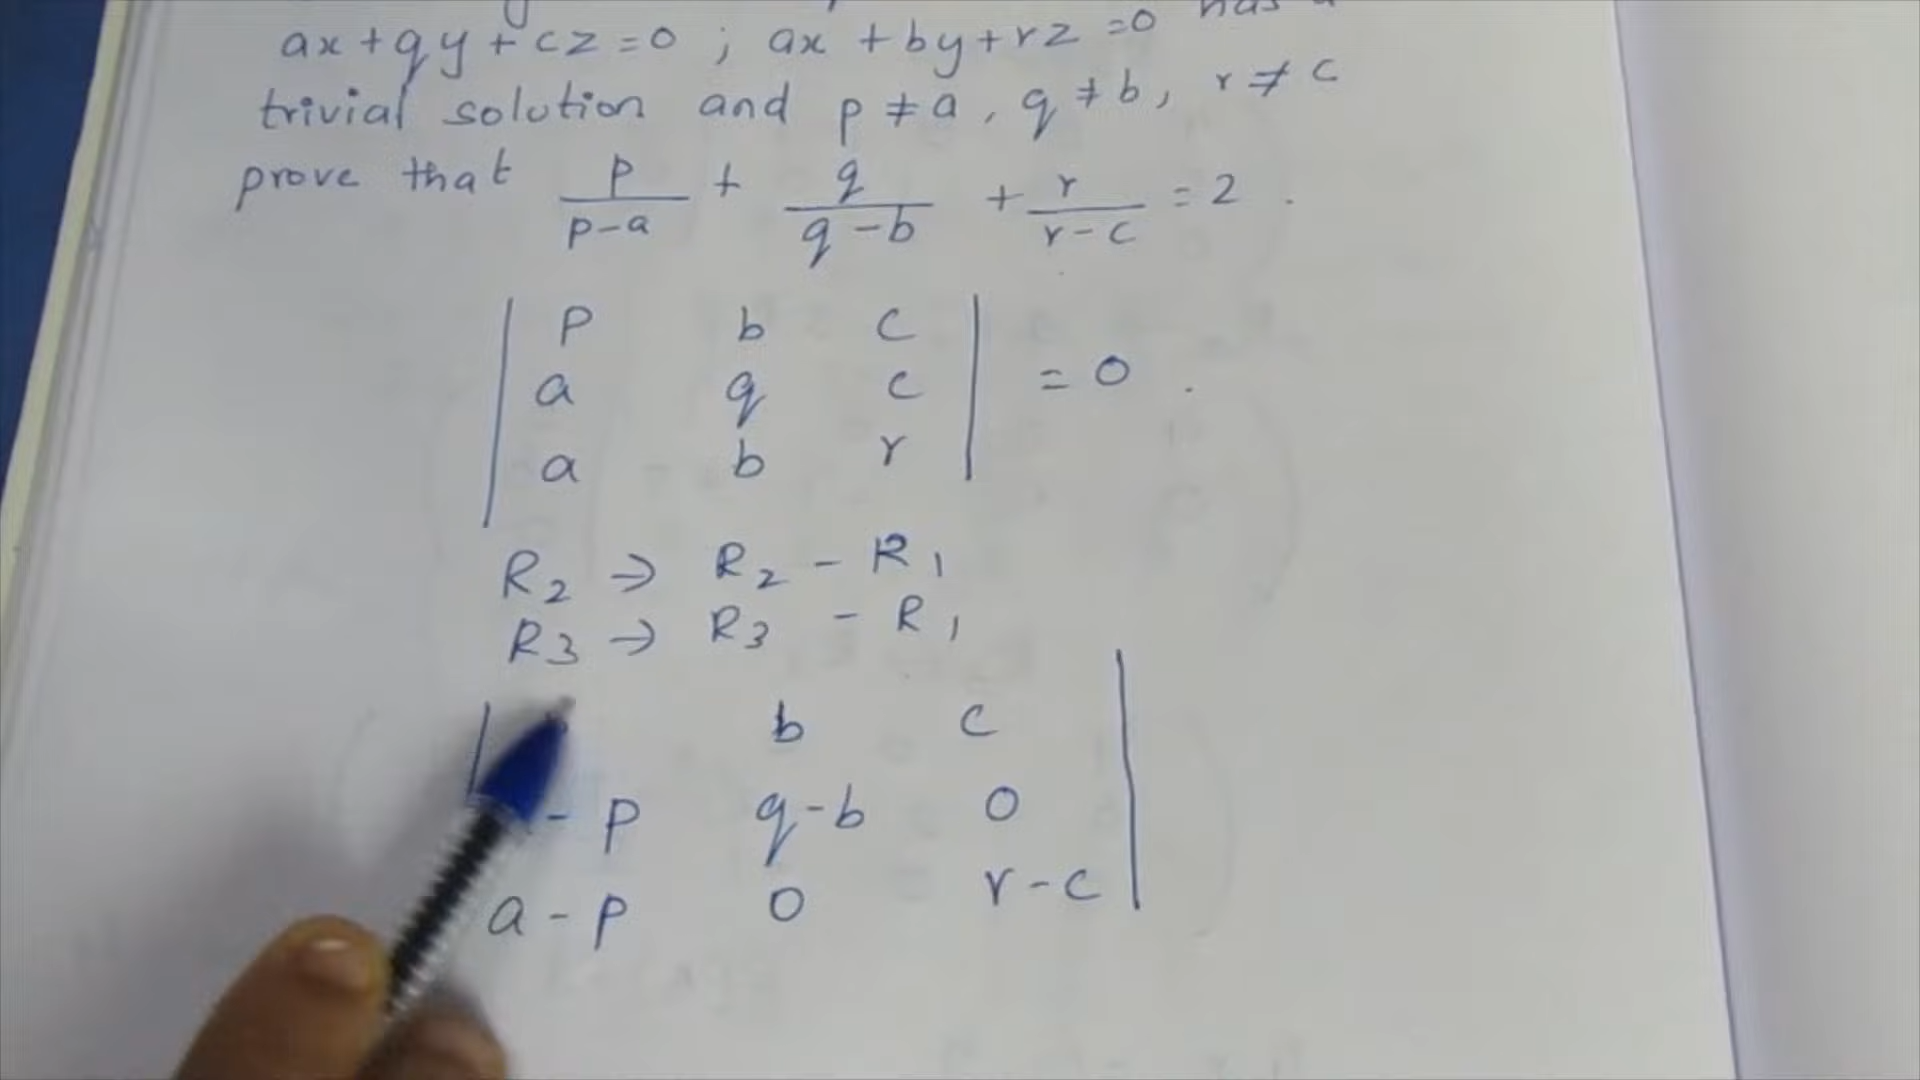 ax + qy + cz = 0 ; ax + by + rz = 0 has a
trivial solution and p ≠ a, q ≠ b, r ≠ c
prove that p/(p-a) + q/(q-b) + r/(r-c) = 2 .
| p b c |
| a q c | = 0 .
| a b r |
R2 → R2 - R1
R3 → R3 - R1
| b c |
- p q-b 0 |
a-p 0 r-c |